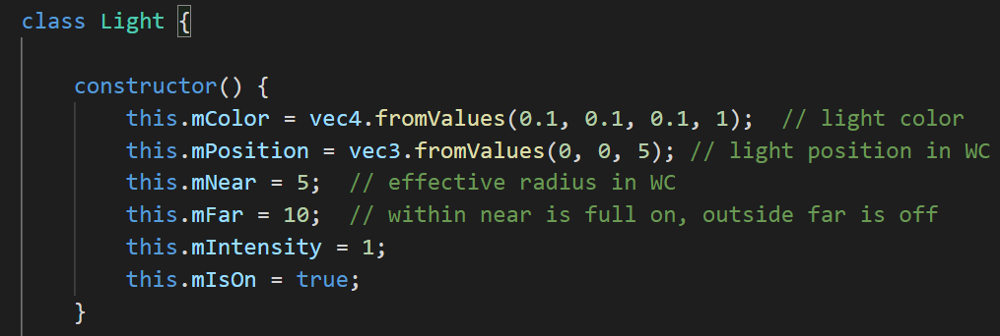 class Light {
constructor() {
this.mColor = vec4.fromValues(0.1, 0.1, 0.1, 1);  // light color
this.mPosition = vec3.fromValues(0, 0, 5); // light position in WC
this.mNear = 5;  // effective radius in WC
this.mFar = 10;  // within near is full on, outside far is off
this.mIntensity = 1;
this.mIsOn = true;
}